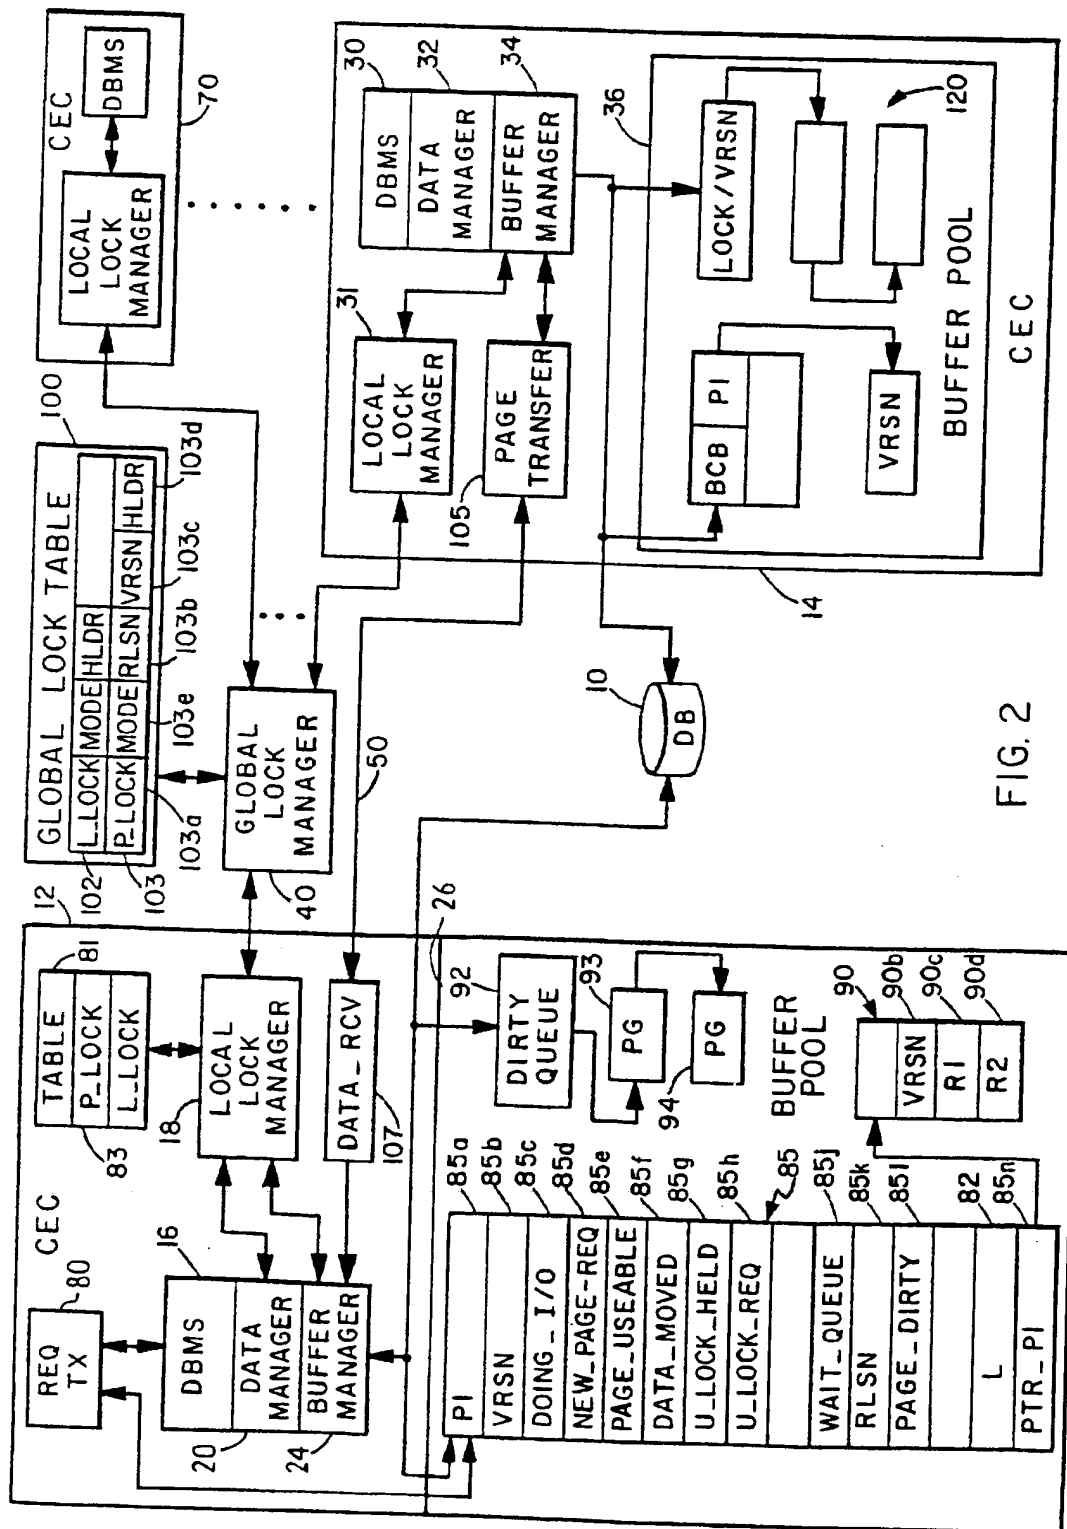 12
CEC
REQ
TX
80
TABLE
P_LOCK
L_LOCK
81
83
16
DBMS
DATA
MANAGER
BUFFER
MANAGER
20
24
18
LOCAL
LOCK
MANAGER
DATA_RCV
107
26
PI
VRSN
DOING_I/O
NEW_PAGE-REQ
PAGE_USEABLE
DATA_MOVED
U_LOCK_HELD
U_LOCK_REQ
WAIT_QUEUE
RLSN
PAGE_DIRTY
L
PTR_PI
85a
85b
85c
85d
85e
85f
85g
85h
85
85j
85k
85l
82
85n
92
DIRTY
QUEUE
93
PG
94
PG
BUFFER
POOL
90
VRSN
R1
R2
90b
90c
90d
GLOBAL LOCK TABLE
100
L_LOCK MODE HLDR
P_LOCK MODE RLSN VRSN HLDR
102
103
103a
103e
103b
103c
103d
GLOBAL
LOCK
MANAGER
40
50
10
DB
FIG. 2
CEC
LOCAL
LOCK
MANAGER
DBMS
70
14
30
DBMS
32
DATA
MANAGER
34
BUFFER
MANAGER
31
LOCAL
LOCK
MANAGER
105
PAGE
TRANSFER
36
BCB PI
VRSN
LOCK/VRSN
120
BUFFER POOL
CEC